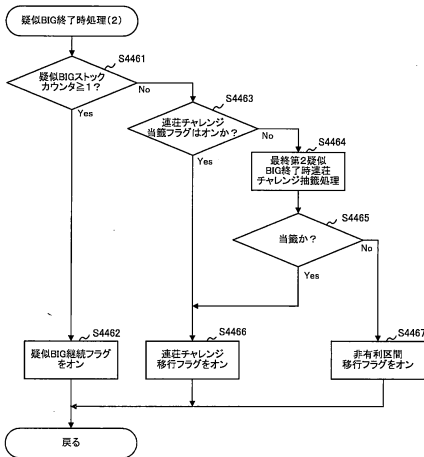 疑似BIG終了時処理(2)
S4461
疑似BIGストック
カウンタ≧1?
No
Yes
S4463
連荘チャレンジ
当籤フラグはオンか?
No
Yes
S4464
最終第2疑似
BIG終了時連荘
チャレンジ抽籤処理
S4465
当籤か?
No
Yes
S4462
疑似BIG継続フラグ
をオン
S4466
連荘チャレンジ
移行フラグをオン
S4467
非有利区間
移行フラグをオン
戻る